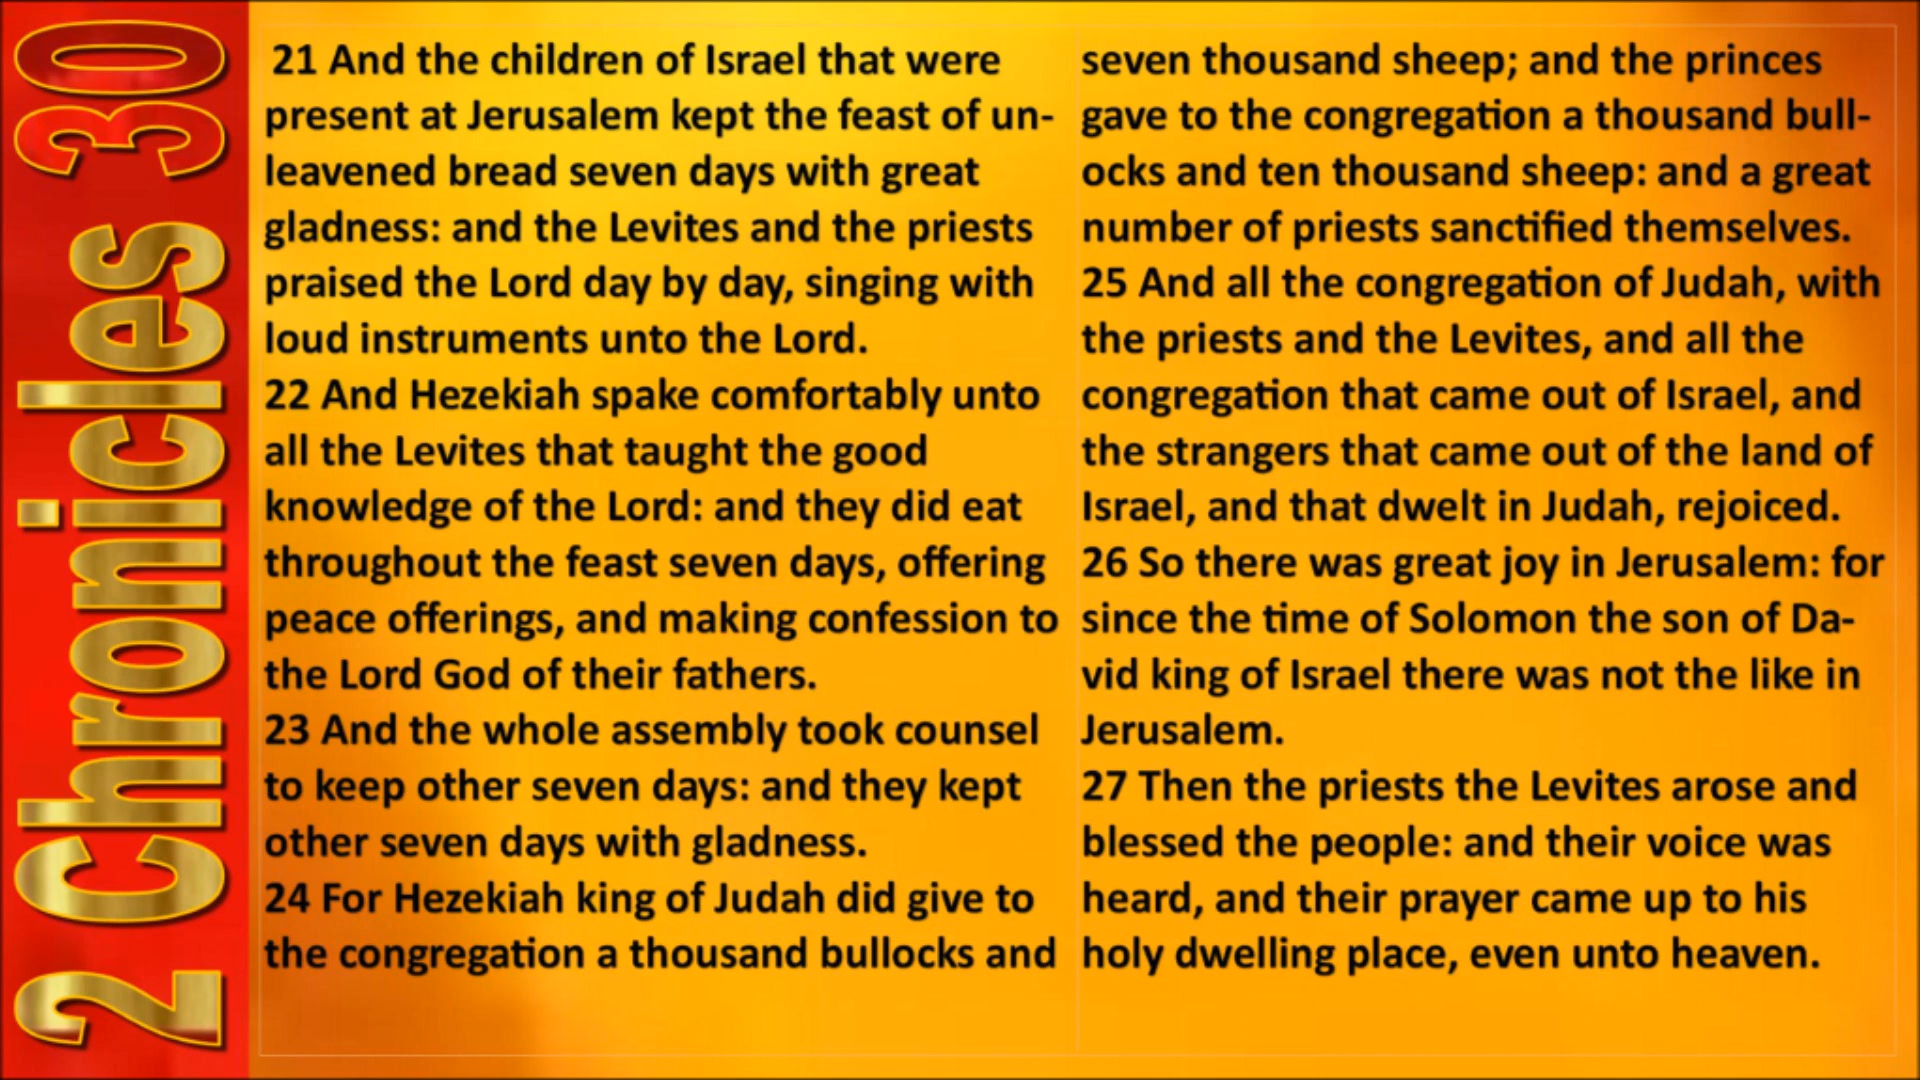 2 Chronicles 30
21 And the children of Israel that were
present at Jerusalem kept the feast of un-
leavened bread seven days with great
gladness: and the Levites and the priests
praised the Lord day by day, singing with
loud instruments unto the Lord.
22 And Hezekiah spake comfortably unto
all the Levites that taught the good
knowledge of the Lord: and they did eat
throughout the feast seven days, offering
peace offerings, and making confession to
the Lord God of their fathers.
23 And the whole assembly took counsel
to keep other seven days: and they kept
other seven days with gladness.
24 For Hezekiah king of Judah did give to
the congregation a thousand bullocks and
seven thousand sheep; and the princes
gave to the congregation a thousand bull-
ocks and ten thousand sheep: and a great
number of priests sanctified themselves.
25 And all the congregation of Judah, with
the priests and the Levites, and all the
congregation that came out of Israel, and
the strangers that came out of the land of
Israel, and that dwelt in Judah, rejoiced.
26 So there was great joy in Jerusalem: for
since the time of Solomon the son of Da-
vid king of Israel there was not the like in
Jerusalem.
27 Then the priests the Levites arose and
blessed the people: and their voice was
heard, and their prayer came up to his
holy dwelling place, even unto heaven.